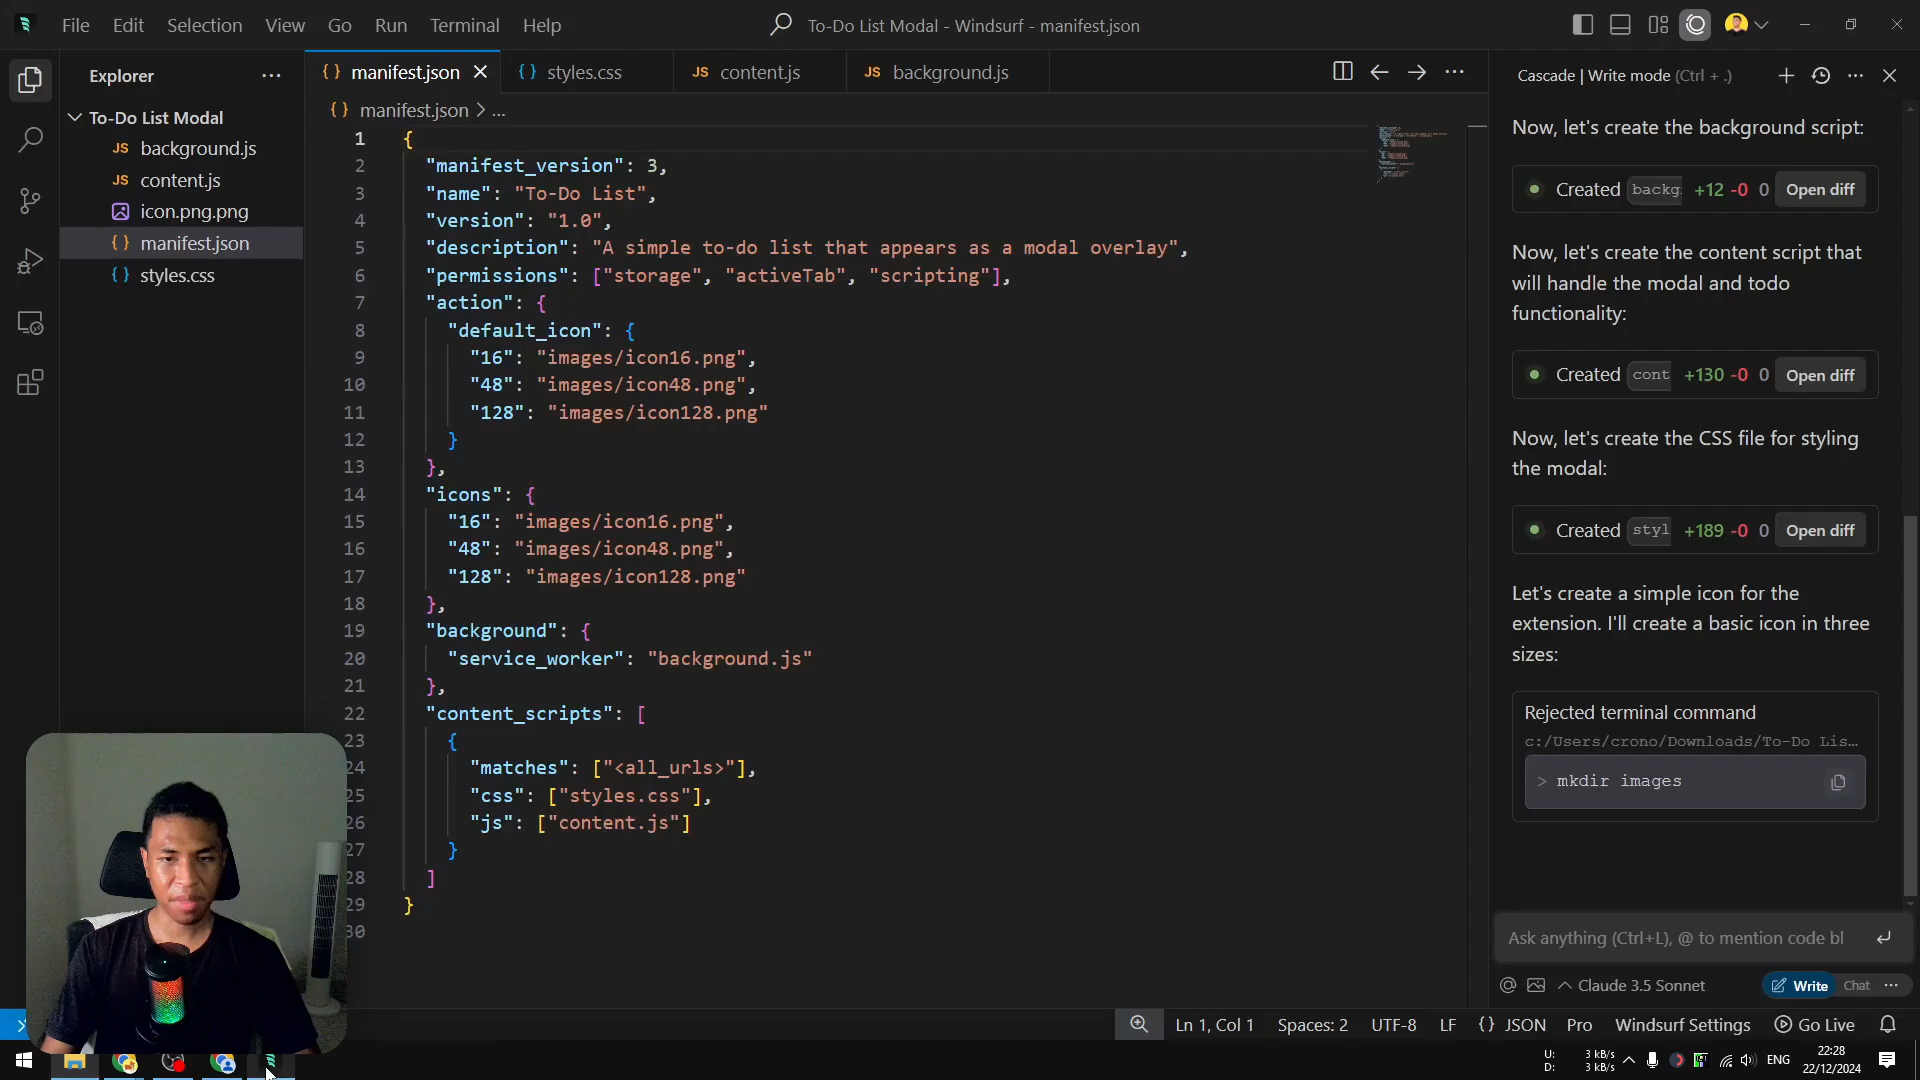 File Edit Selection View Go Run Terminal Help
To-Do List Modal - Windsurf - manifest.json
Explorer
To-Do List Modal
background.js
content.js
icon.png.png
manifest.json
styles.css
manifest.json
styles.css
content.js
background.js
manifest.json > ...
1 {
2 "manifest_version": 3,
3 "name": "To-Do List",
4 "version": "1.0",
5 "description": "A simple to-do list that appears as a modal overlay",
6 "permissions": ["storage", "activeTab", "scripting"],
7 "action": {
8 "default_icon": {
9 "16": "images/icon16.png",
10 "48": "images/icon48.png",
11 "128": "images/icon128.png"
12 }
13 },
14 "icons": {
15 "16": "images/icon16.png",
16 "48": "images/icon48.png",
17 "128": "images/icon128.png"
18 },
19 "background": {
20 "service_worker": "background.js"
21 },
22 "content_scripts": [
23 {
24 "matches": ["<all_urls>"],
25 "css": ["styles.css"],
26 "js": ["content.js"]
27 }
28 ]
29 }
30
Cascade | Write mode (Ctrl + .)
Now, let's create the background script:
Created backg +12 -0 0 Open diff
Now, let's create the content script that
will handle the modal and todo
functionality:
Created cont +130 -0 0 Open diff
Now, let's create the CSS file for styling
the modal:
Created styl +189 -0 0 Open diff
Let's create a simple icon for the
extension. I'll create a basic icon in three
sizes:
Rejected terminal command
c:/Users/crono/Downloads/To-Do Lis...
> mkdir images
Ask anything (Ctrl+L), @ to mention code bl
Claude 3.5 Sonnet
Write Chat
Ln 1, Col 1 Spaces: 2 UTF-8 LF {} JSON Pro Windsurf Settings Go Live
U: 3 kB/s
D: 3 kB/s
ENG
22:28
22/12/2024